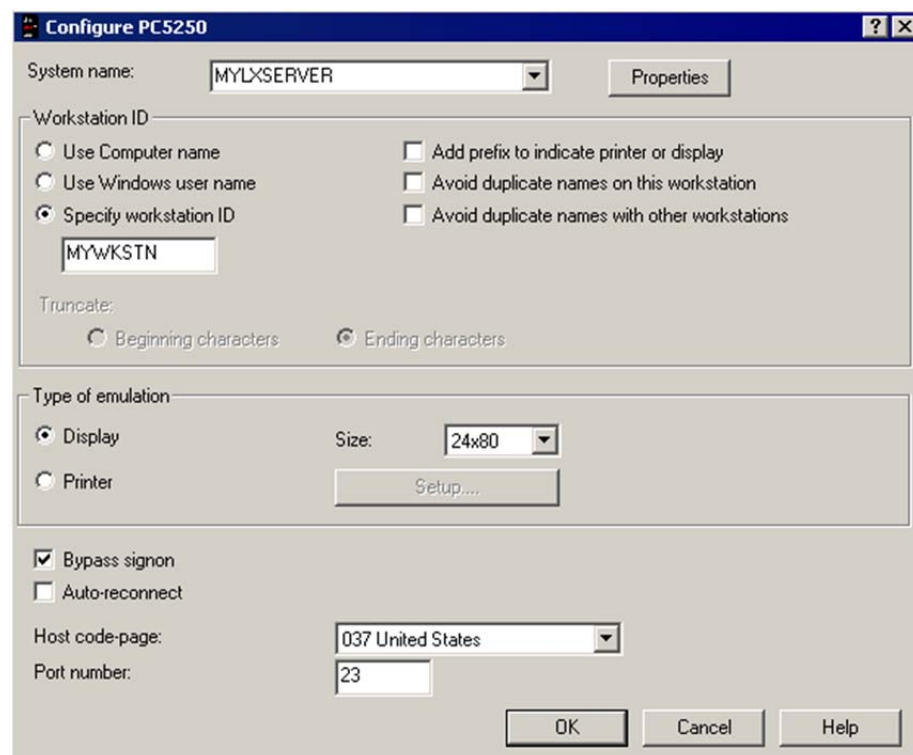 Configure PC5250
System name:
MYLXSERVER
Properties
Workstation ID
Use Computer name
Add prefix to indicate printer or display
Use Windows user name
Avoid duplicate names on this workstation
Specify workstation ID
Avoid duplicate names with other workstations
MYWKSTN
Truncate:
Beginning characters
Ending characters
Type of emulation
Display
Size:
24x80
Printer
Setup....
Bypass signon
Auto-reconnect
Host code-page:
037 United States
Port number:
23
OK
Cancel
Help